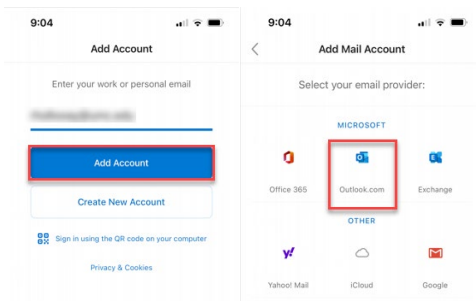 9:04
Add Account
Enter your work or personal email
Add Account
Create New Account
Sign in using the QR code on your computer
Privacy & Cookies
9:04
Add Mail Account
Select your email provider:
MICROSOFT
Office 365
Outlook.com
Exchange
OTHER
Yahoo! Mail
iCloud
Google